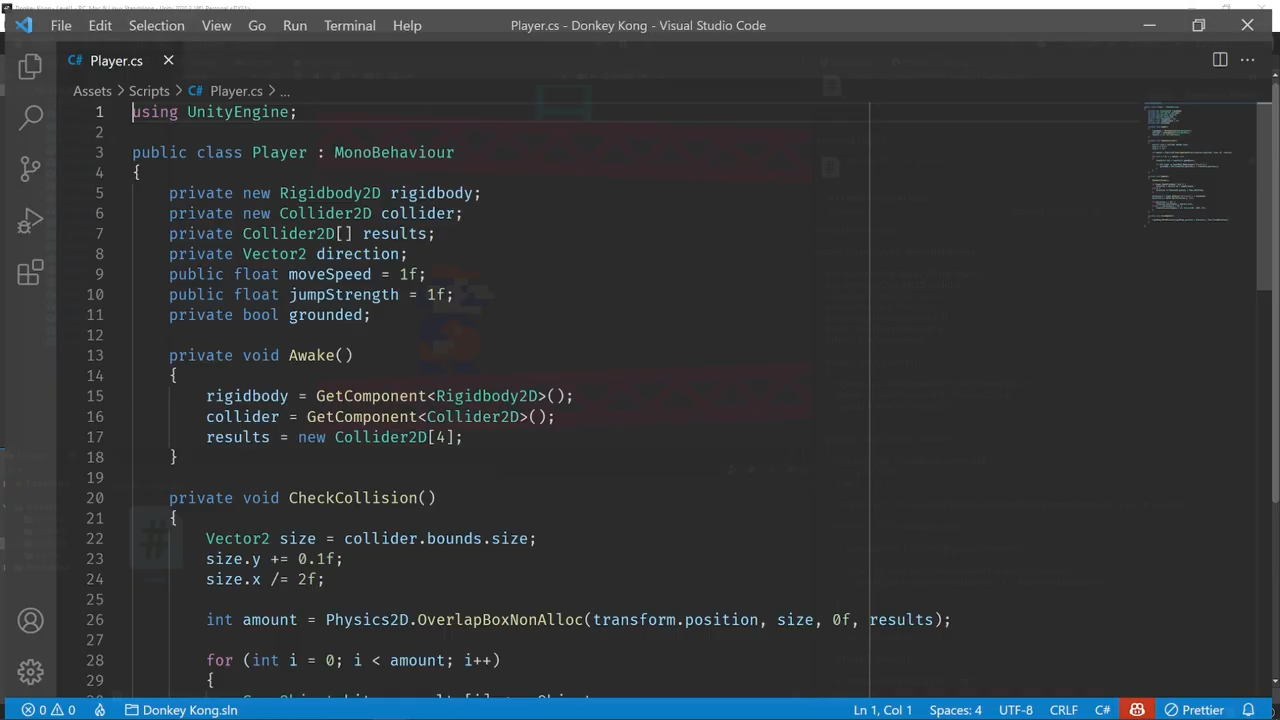 File Edit Selection View Go Run Terminal Help Player.cs - Donkey Kong - Visual Studio Code
C# Player.cs
Assets > Scripts > C# Player.cs > ...
1 using UnityEngine;
2
3 public class Player : MonoBehaviour
4 {
5 private new Rigidbody2D rigidbody;
6 private new Collider2D collider;
7 private Collider2D[] results;
8 private Vector2 direction;
9 public float moveSpeed = 1f;
10 public float jumpStrength = 1f;
11 private bool grounded;
12
13 private void Awake()
14 {
15 rigidbody = GetComponent<Rigidbody2D>();
16 collider = GetComponent<Collider2D>();
17 results = new Collider2D[4];
18 }
19
20 private void CheckCollision()
21 {
22 Vector2 size = collider.bounds.size;
23 size.y += 0.1f;
24 size.x /= 2f;
25
26 int amount = Physics2D.OverlapBoxNonAlloc(transform.position, size, 0f, results);
27
28 for (int i = 0; i < amount; i++)
29 {
0 0 Donkey Kong.sln Ln 1, Col 1 Spaces: 4 UTF-8 CRLF C# Prettier